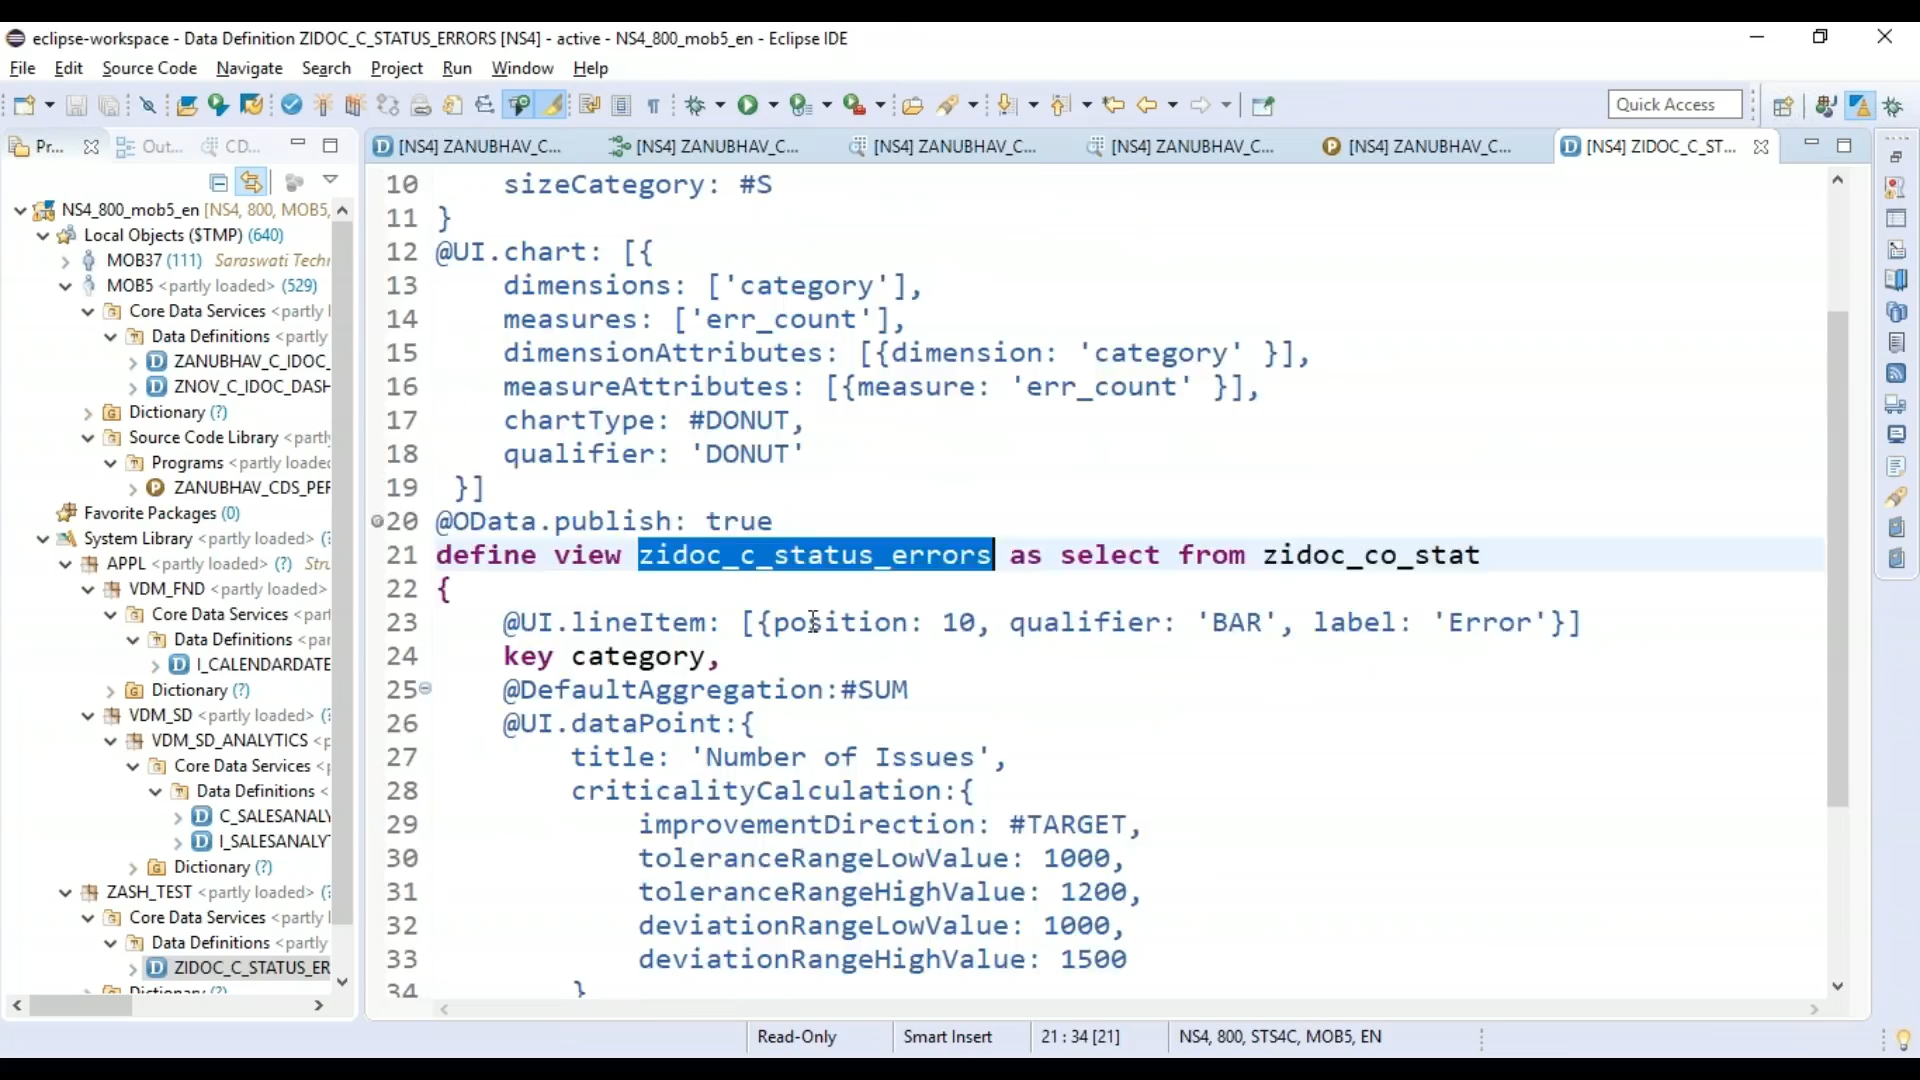 eclipse-workspace - Data Definition ZIDOC_C_STATUS_ERRORS [NS4] - active - NS4_800_mob5_en - Eclipse IDE
File Edit Source Code Navigate Search Project Run Window Help
Quick Access
Pr... Out... CD...
[NS4] ZANUBHAV_C... [NS4] ZANUBHAV_C... [NS4] ZANUBHAV_C... [NS4] ZANUBHAV_C... [NS4] ZANUBHAV_C... [NS4] ZIDOC_C_ST...
NS4_800_mob5_en [NS4, 800, MOB5,
Local Objects ($TMP) (640)
MOB37 (111) Saraswati Techn
MOB5 <partly loaded> (529)
Core Data Services <partly l
Data Definitions <partly
ZANUBHAV_C_IDOC_
ZNOV_C_IDOC_DASH
Dictionary (?)
Source Code Library <partl
Programs <partly loaded
ZANUBHAV_CDS_PER
Favorite Packages (0)
System Library <partly loaded> (?
APPL <partly loaded> (?) Stru
VDM_FND <partly loaded>
Core Data Services <partly
Data Definitions <partly
I_CALENDARDATE
Dictionary (?)
VDM_SD <partly loaded> (?
VDM_SD_ANALYTICS <p
Core Data Services <p
Data Definitions <
C_SALESANALY
I_SALESANALY
Dictionary (?)
ZASH_TEST <partly loaded> (?
Core Data Services <partly l
Data Definitions <partly
ZIDOC_C_STATUS_ER
Dictionary (?)
10 sizeCategory: #S
11 }
12 @UI.chart: [{
13 dimensions: ['category'],
14 measures: ['err_count'],
15 dimensionAttributes: [{dimension: 'category' }],
16 measureAttributes: [{measure: 'err_count' }],
17 chartType: #DONUT,
18 qualifier: 'DONUT'
19 }]
20 @OData.publish: true
21 define view zidoc_c_status_errors as select from zidoc_co_stat
22 {
23 @UI.lineItem: [{position: 10, qualifier: 'BAR', label: 'Error'}]
24 key category,
25 @DefaultAggregation:#SUM
26 @UI.dataPoint:{
27 title: 'Number of Issues',
28 criticalityCalculation:{
29 improvementDirection: #TARGET,
30 toleranceRangeLowValue: 1000,
31 toleranceRangeHighValue: 1200,
32 deviationRangeLowValue: 1000,
33 deviationRangeHighValue: 1500
34 }
Read-Only Smart Insert 21 : 34 [21] NS4, 800, STS4C, MOB5, EN